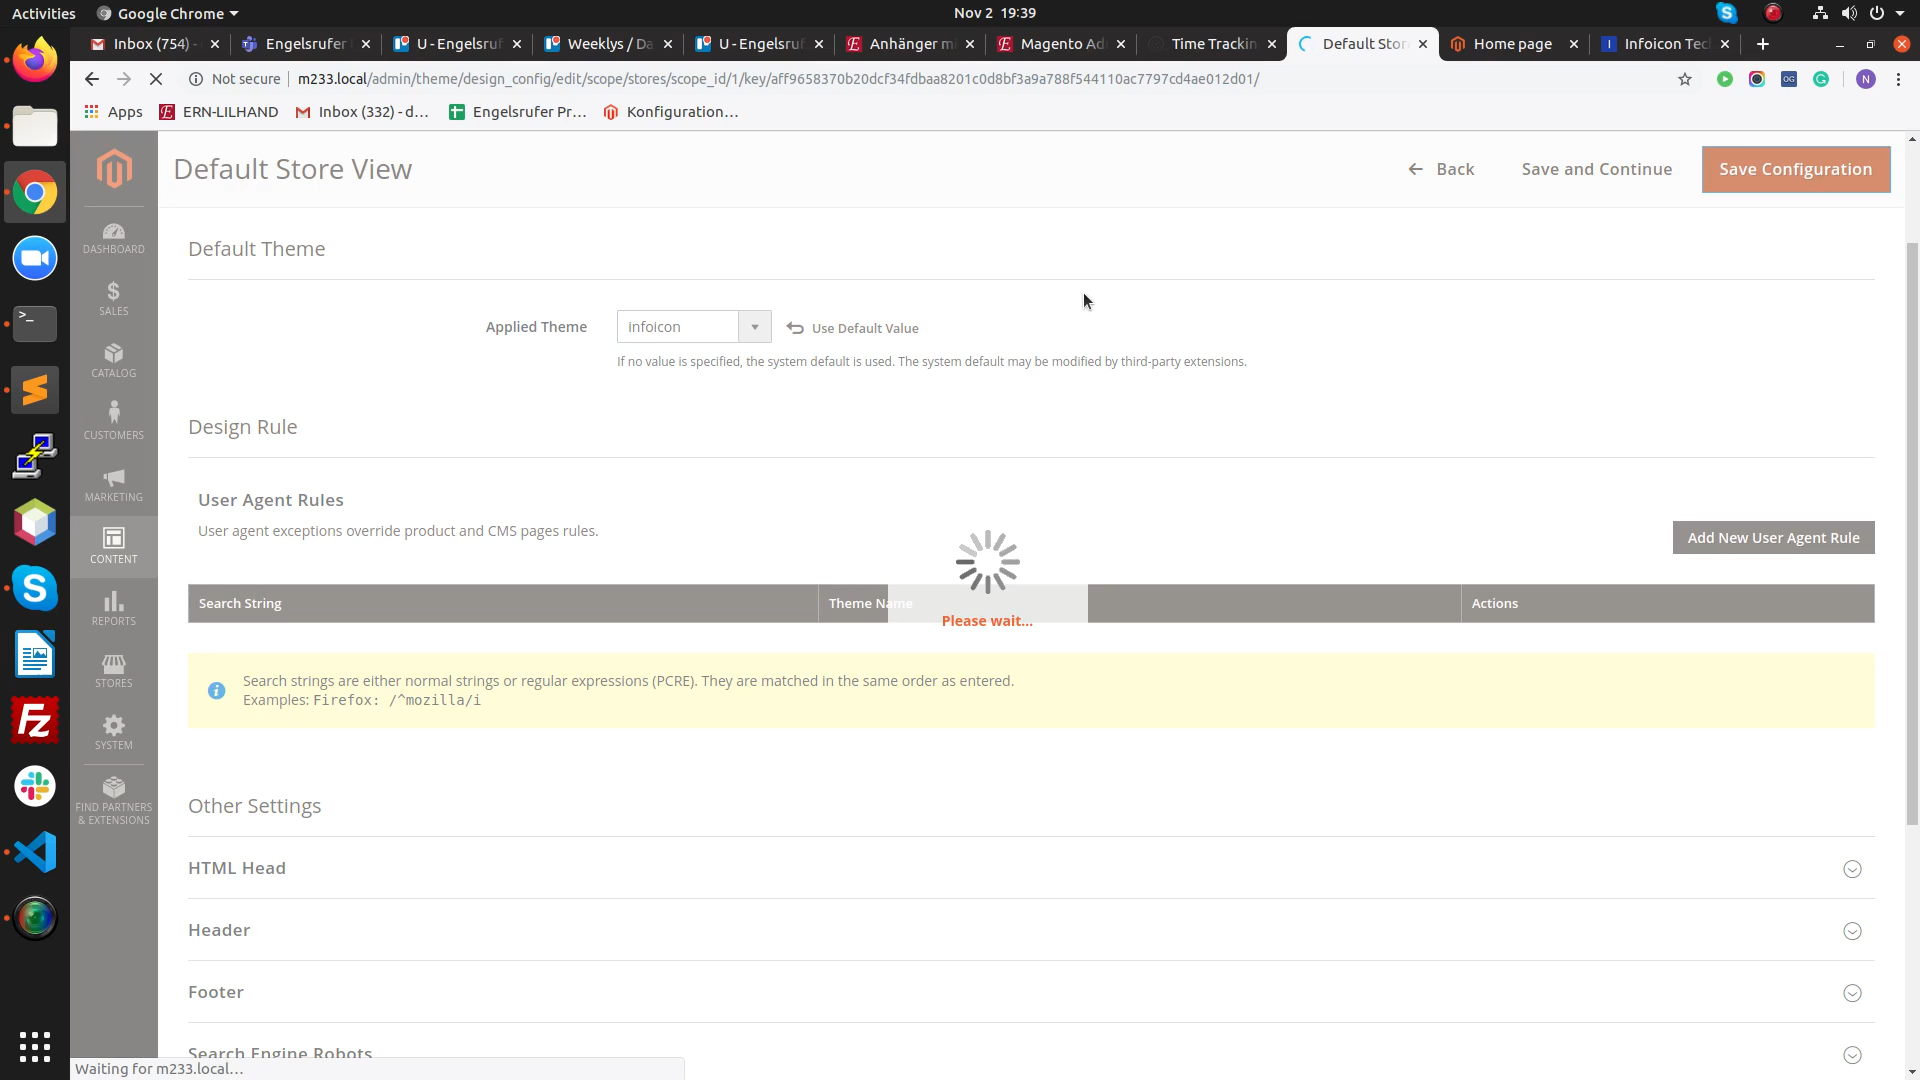 Activities
Google Chrome
Nov 2 19:39
Inbox (754) -
Engelsrufer
U - Engelsruf
Weeklys / Da
U - Engelsruf
Anhänger m
Magento Ad
Time Trackin
Default Stor
Home page
Infoicon Tec
Not secure
m233.local/admin/theme/design_config/edit/scope/stores/scope_id/1/key/aff9658370b20dcf34fdbaa8201c0d8bf3a9a788f544110ac7797cd4ae012d01/
OG
N
Apps
ERN-LILHAND
Inbox (332) - d...
Engelsrufer Pr...
Konfiguration...
Default Store View
Back
Save and Continue
Save Configuration
DASHBOARD
SALES
CATALOG
CUSTOMERS
MARKETING
CONTENT
REPORTS
STORES
SYSTEM
FIND PARTNERS
& EXTENSIONS
Default Theme
Applied Theme
infoicon
Use Default Value
If no value is specified, the system default is used. The system default may be modified by third-party extensions.
Design Rule
User Agent Rules
User agent exceptions override product and CMS pages rules.
Add New User Agent Rule
Search String
Theme Name
Actions
Please wait...
Search strings are either normal strings or regular expressions (PCRE). They are matched in the same order as entered.
Examples: Firefox: /^mozilla/i
Other Settings
HTML Head
Header
Footer
Search Engine Robots
Waiting for m233.local...